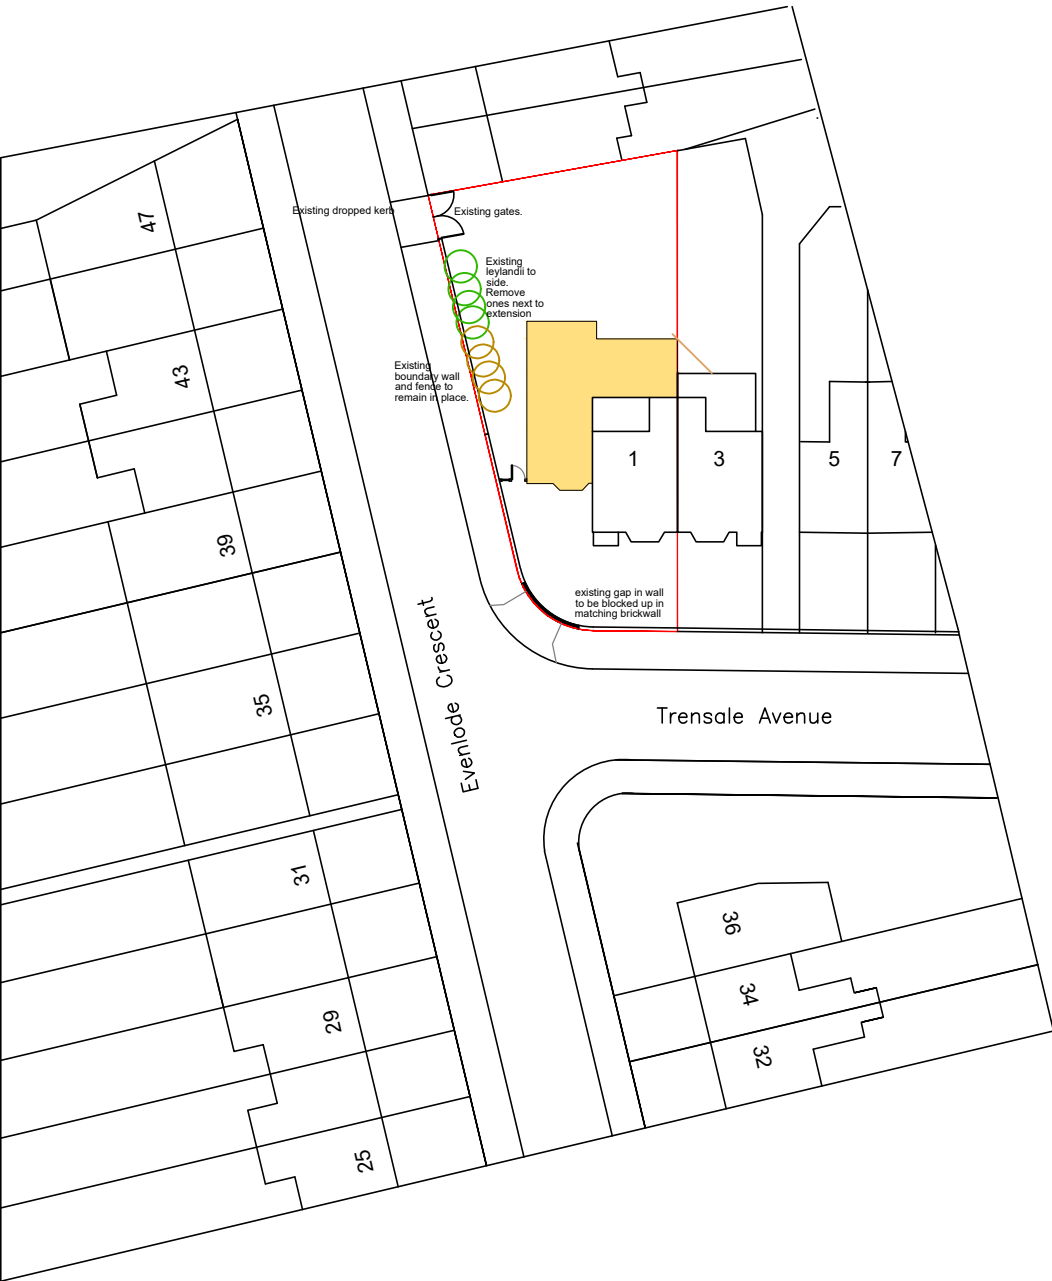 47
Existing dropped kerb
Existing gates.
Existing
leylandii to
side.
Remove
ones next to
extension
43
Existing
boundary wall
and fence to
remain in place.
1
3
5
7
39
existing gap in wall
to be blocked up in
matching brickwall
Evenlode Crescent
35
Trensale Avenue
31
36
34
29
32
25